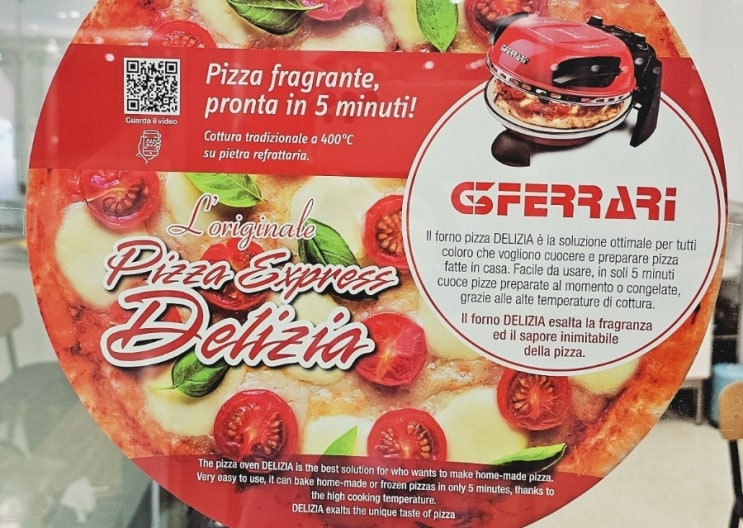 Guarda il video
Pizza fragrante,
pronta in 5 minuti!
Cottura tradizionale a 400°C
su pietra refrattaria.
G3FERRARI
G3FERRARI
Il forno pizza DELIZIA è la soluzione ottimale per tutti
coloro che vogliono cuocere e preparare pizza
fatte in casa. Facile da usare, in soli 5 minuti
cuoce pizze preparate al momento o congelate,
grazie alle alte temperature di cottura.
Il forno DELIZIA esalta la fragranza
ed il sapore inimitabile
della pizza.
L'originale
Pizza Express
Delizia
The pizza oven DELIZIA is the best solution for who wants to make home-made pizza.
Very easy to use, it can bake home-made or frozen pizzas in only 5 minutes, thanks to
the high cooking temperature.
DELIZIA exalts the unique taste of pizza